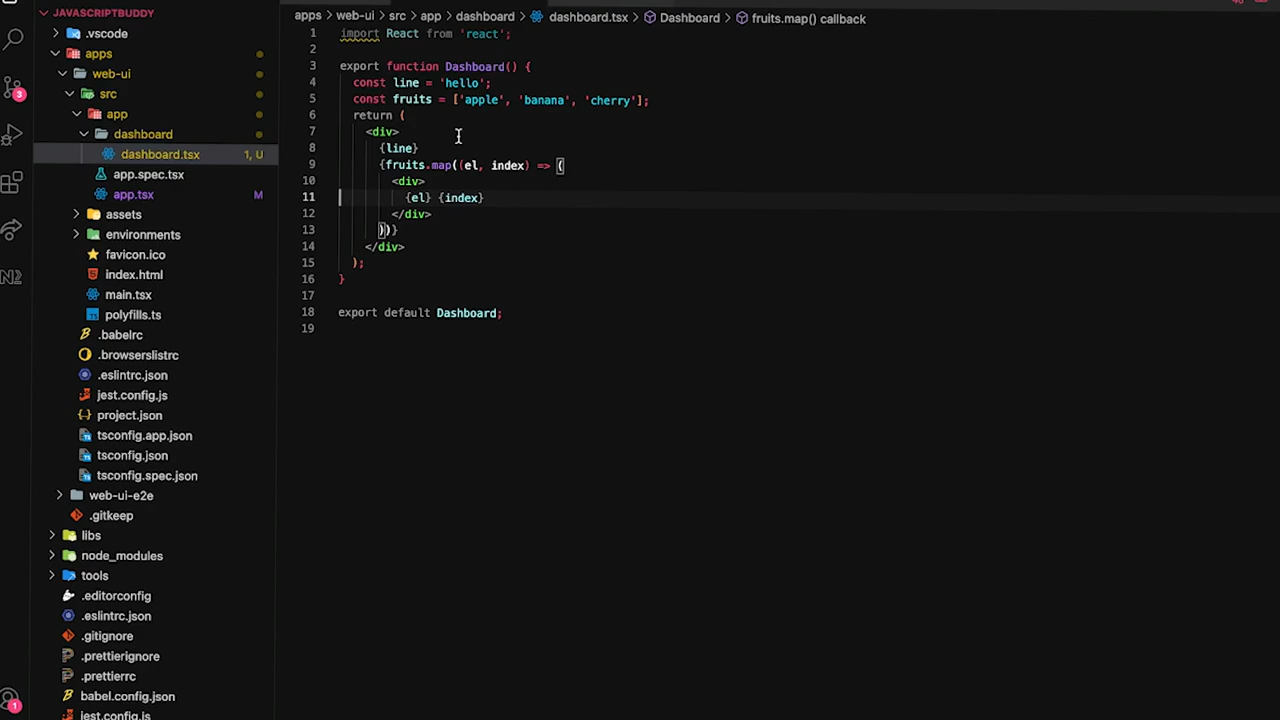 JAVASCRIPTBUDDY
.vscode
apps
web-ui
src
app
dashboard
dashboard.tsx 1, U
app.spec.tsx
app.tsx M
assets
environments
favicon.ico
index.html
main.tsx
polyfills.ts
.babelrc
.browserslistrc
.eslintrc.json
jest.config.js
project.json
tsconfig.app.json
tsconfig.json
tsconfig.spec.json
web-ui-e2e
.gitkeep
libs
node_modules
tools
.editorconfig
.eslintrc.json
.gitignore
.prettierignore
.prettierrc
babel.config.json
jest.config.js
3
1
apps > web-ui > src > app > dashboard > dashboard.tsx > Dashboard > fruits.map() callback
1 import React from 'react';
2
3 export function Dashboard() {
4 const line = 'hello';
5 const fruits = ['apple', 'banana', 'cherry'];
6 return (
7 <div>
8 {line}
9 {fruits.map((el, index) => (
10 <div>
11 {el} {index}
12 </div>
13 ))}
14 </div>
15 );
16 }
17
18 export default Dashboard;
19